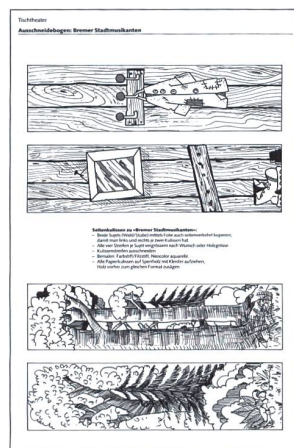 Tischtheater
Ausschneidebogen: Bremer Stadtmusikanten
Seitenkulissen zu «Bremer Stadtmusikanten»:
– Beide Sujets (Wald/Stube) mittels Folie auch seitenverkehrt kopieren,
damit man links und rechts je zwei Kulissen hat
– Alle vier Streifen je Sujet vergrössern nach Wunsch oder Holzgrösse
– Kulissenstreifen ausschneiden
– Bemalen: Farbstift/Filzstift, Neocolor aquarelle
– Alle Papierkulissen auf Sperrholz mit Kleister aufziehen,
Holz vorher zum gleichen Format zusägen